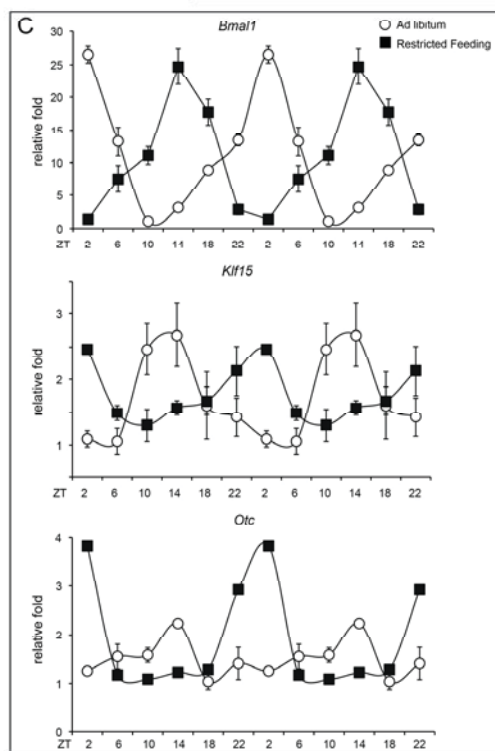 C
Bmal1
Ad libitum
Restricted Feeding
30
25
20
15
10
5
0
relative fold
ZT 2 6 10 14 18 22 2 6 10 14 18 22
Klf15
3
2
1
relative fold
ZT 2 6 10 14 18 22 2 6 10 14 18 22
Otc
4
3
2
1
0
relative fold
ZT 2 6 10 14 18 22 2 6 10 14 18 22